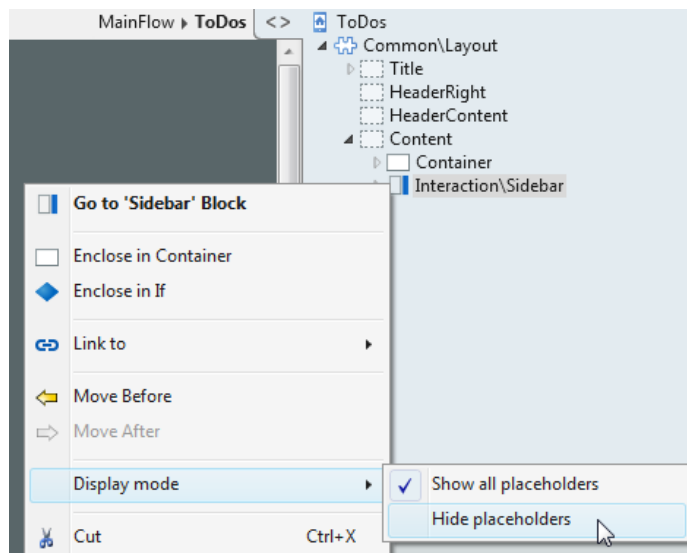 MainFlow ▸ ToDos <> ToDos
Common\Layout
Title
HeaderRight
HeaderContent
Content
Container
Interaction\Sidebar
Go to 'Sidebar' Block
Enclose in Container
Enclose in If
Link to
Move Before
Move After
Display mode
Show all placeholders
Hide placeholders
Cut Ctrl+X